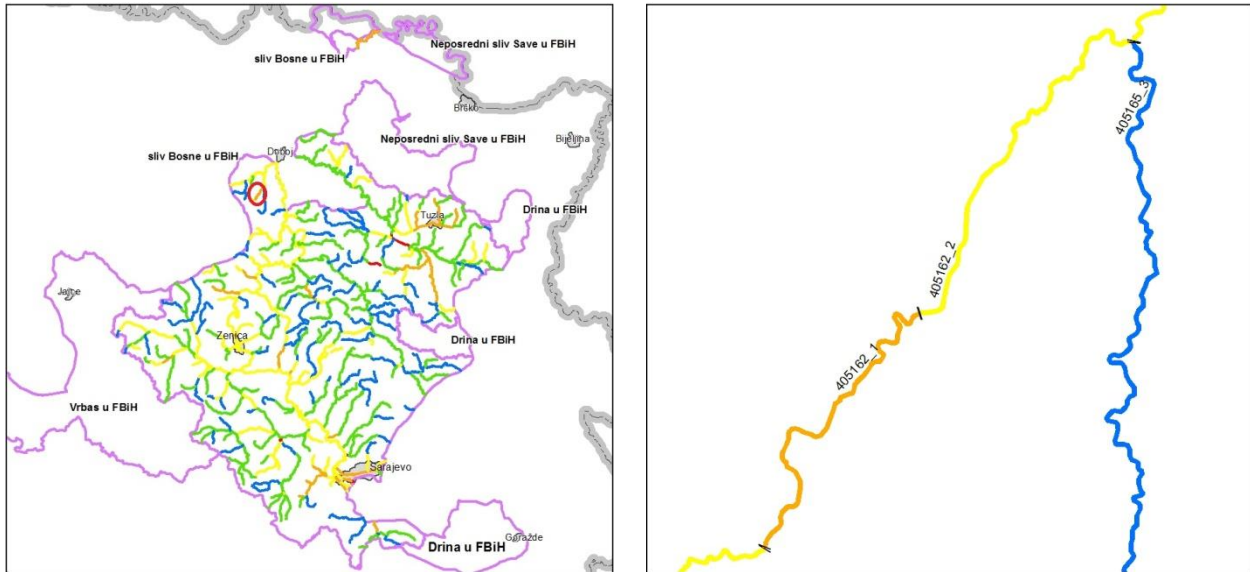 Neposredni sliv Save u FBiH
sliv Bosne u FBiH
Brčko
Bijeljina
Neposredni sliv Save u FBiH
Doboj
sliv Bosne u FBiH
Drina u FBiH
Tuzla
Jajce
Zenica
Drina u FBiH
Vrbas u FBiH
Sarajevo
Goražde
Drina u FBiH
405165_3
405162_2
405162_1